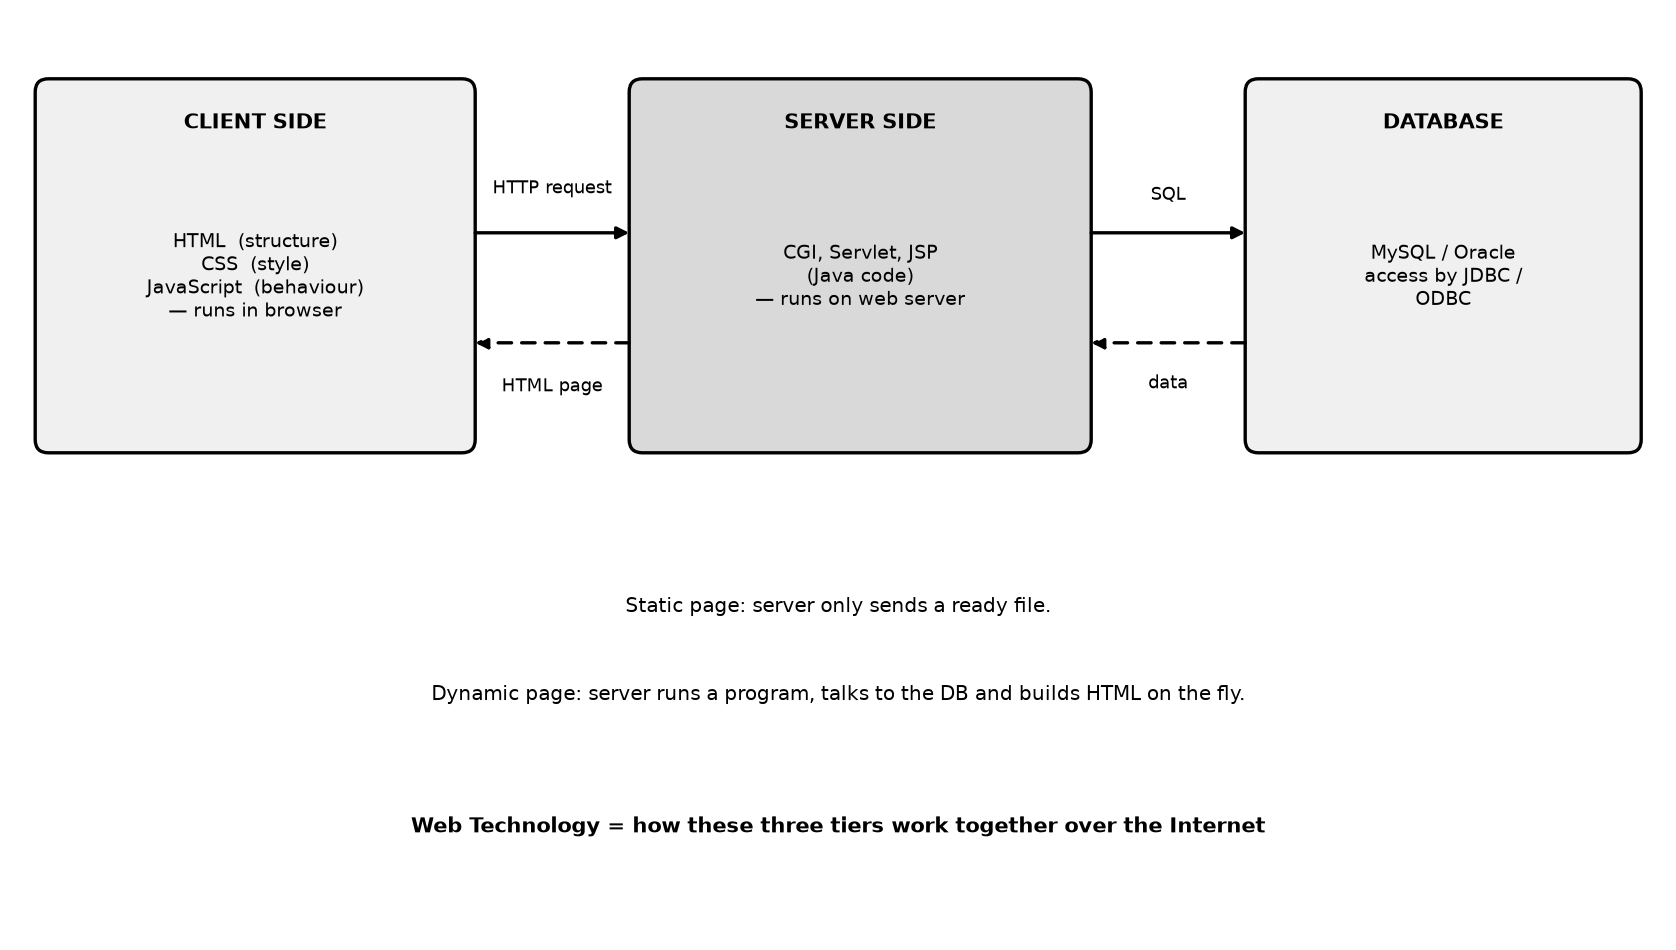 CLIENT SIDE
HTML (structure)
CSS (style)
JavaScript (behaviour)
— runs in browser
HTTP request
HTML page
SERVER SIDE
CGI, Servlet, JSP
(Java code)
— runs on web server
SQL
data
DATABASE
MySQL / Oracle
access by JDBC /
ODBC
Static page: server only sends a ready file.
Dynamic page: server runs a program, talks to the DB and builds HTML on the fly.
Web Technology = how these three tiers work together over the Internet